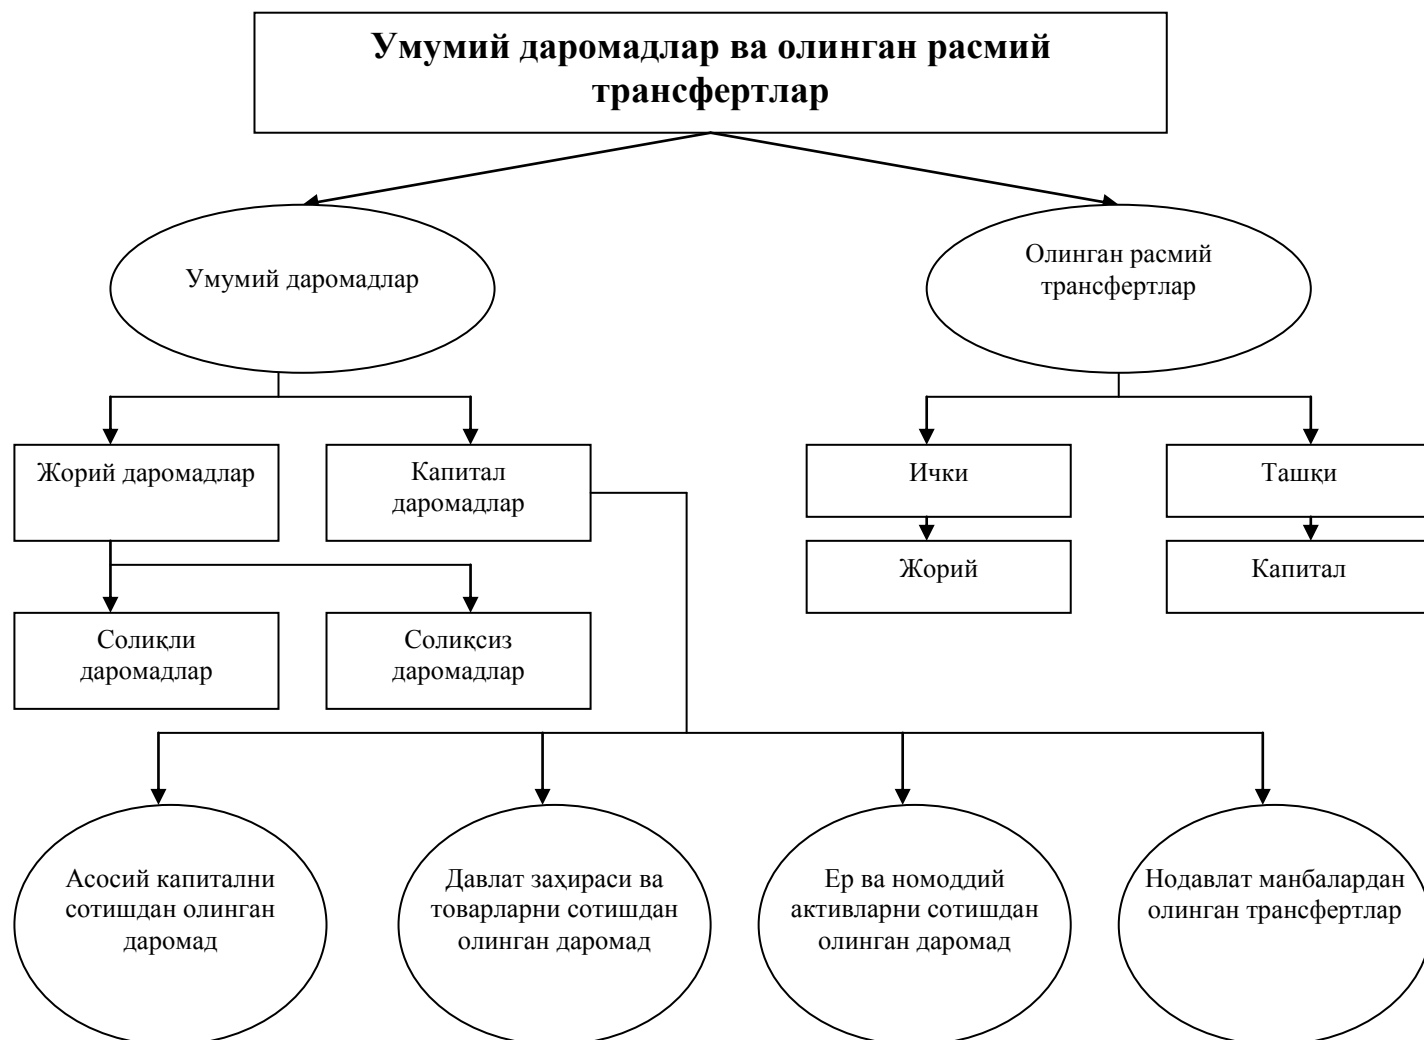 Умумий даромадлар ва олинган расмий
трансфертлар
Умумий даромадлар
Олинган расмий
трансфертлар
Жорий даромадлар
Капитал
даромадлар
Ички
Ташқи
Жорий
Капитал
Солиқли
даромадлар
Солиқсиз
даромадлар
Асосий капитални
сотишдан олинган
даромад
Давлат заҳираси ва
товарларни сотишдан
олинган даромад
Ер ва номоддий
активларни сотишдан
олинган даромад
Нодавлат манбалардан
олинган трансфертлар